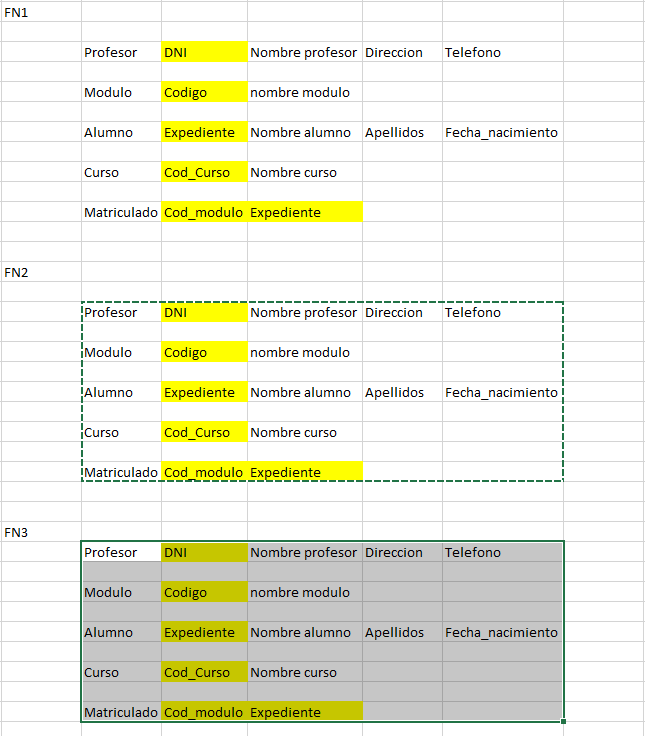 FN1
Profesor DNI Nombre profesor Direccion Telefono
Modulo Codigo nombre modulo
Alumno Expediente Nombre alumno Apellidos Fecha_nacimiento
Curso Cod_Curso Nombre curso
Matriculado Cod_modulo Expediente
FN2
Profesor DNI Nombre profesor Direccion Telefono
Modulo Codigo nombre modulo
Alumno Expediente Nombre alumno Apellidos Fecha_nacimiento
Curso Cod_Curso Nombre curso
Matriculado Cod_modulo Expediente
FN3
Profesor DNI Nombre profesor Direccion Telefono
Modulo Codigo nombre modulo
Alumno Expediente Nombre alumno Apellidos Fecha_nacimiento
Curso Cod_Curso Nombre curso
Matriculado Cod_modulo Expediente